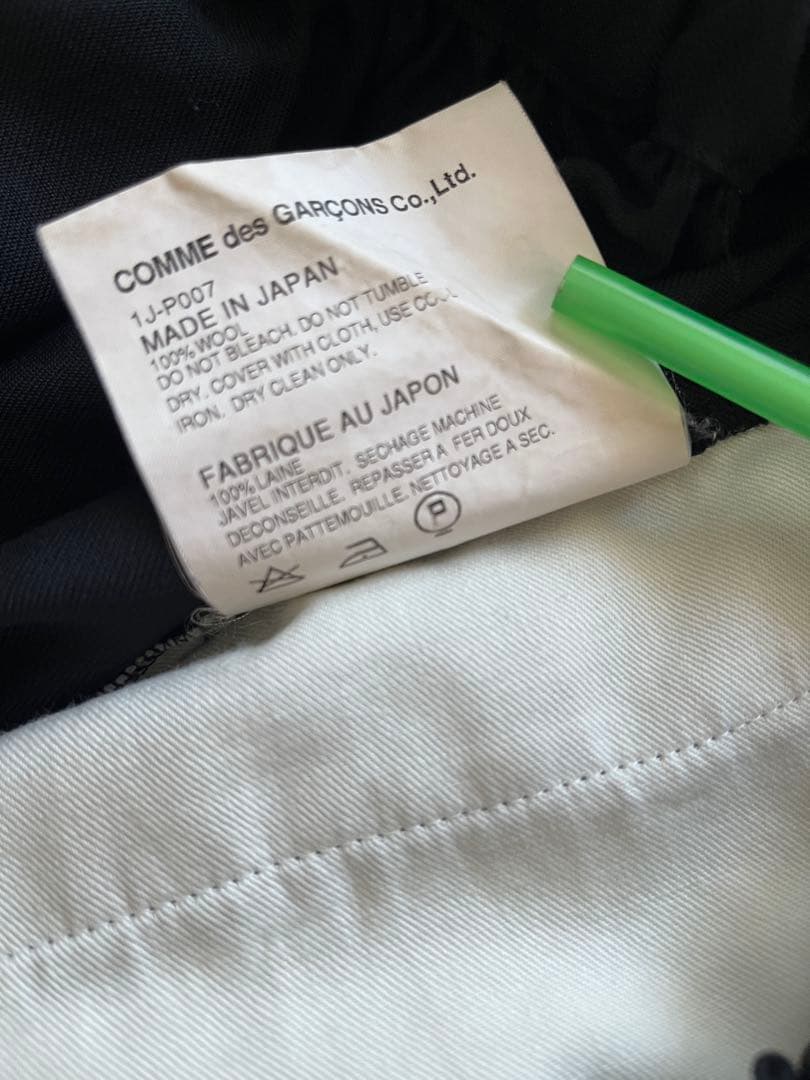 COMME des GARÇONS Co.,Ltd.
1J-P007
MADE IN JAPAN
100% WOOL
DO NOT BLEACH. DO NOT TUMBLE
DRY. COVER WITH CLOTH, USE COOL
IRON. DRY CLEAN ONLY.
FABRIQUE AU JAPON
100% LAINE
JAVEL INTERDIT. SECHAGE MACHINE
DECONSEILLE. REPASSER A FER DOUX
AVEC PATTEMOUILLE. NETTOYAGE A SEC.
P